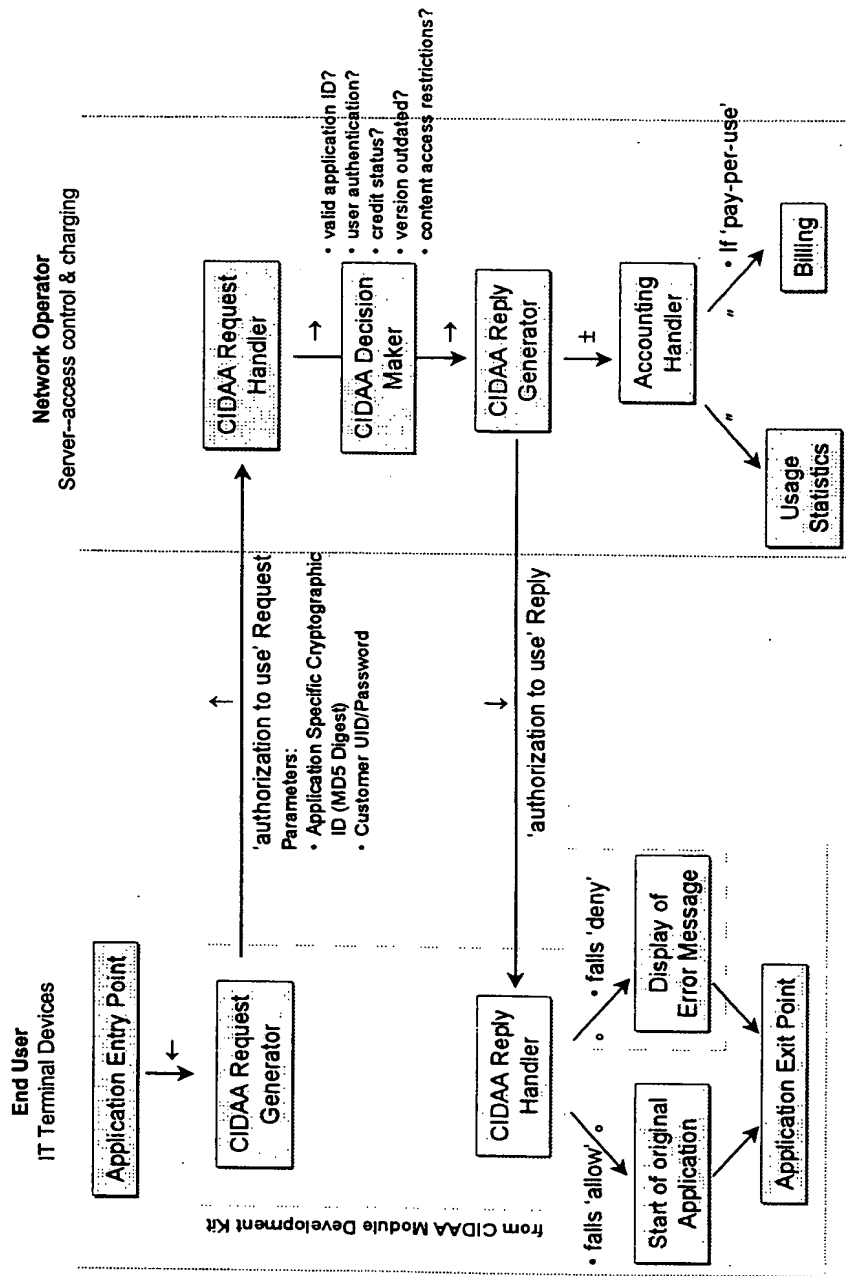 End User
IT Terminal Devices
Network Operator
Server--access control & charging
Application Entry Point
CIDAA Request
Generator
'authorization to use' Request
Parameters:
• Application Specific Cryptographic
ID (MD5 Digest)
• Customer UID/Password
CIDAA Request
Handler
CIDAA Decision
Maker
• valid application ID?
• user authentication?
• credit status?
• version outdated?
• content access restrictions?
CIDAA Reply
Generator
'authorization to use' Reply
CIDAA Reply
Handler
from CIDAA Module Development Kit
• falls 'allow'
• falls 'deny'
Start of original
Application
Display of
Error Message
Application Exit Point
±
Accounting
Handler
"
"
• If 'pay-per-use'
Usage
Statistics
Billing